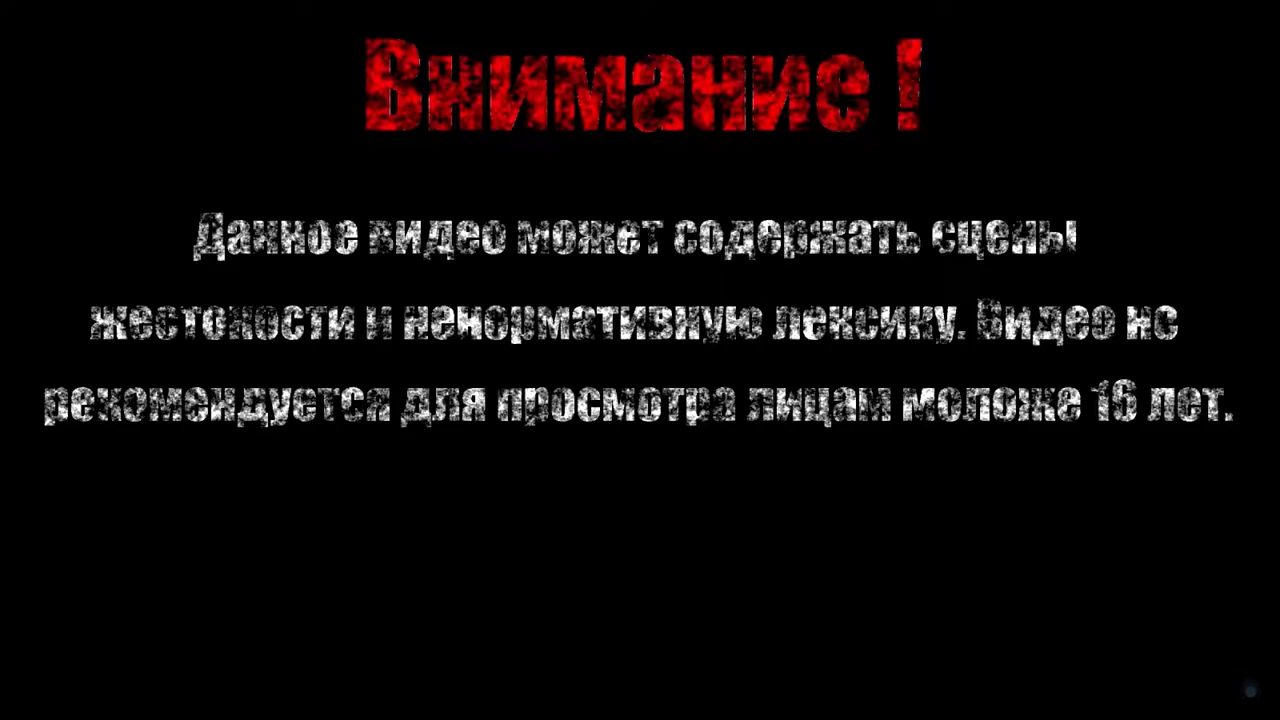 Внимание !
Данное видео может содержать сцены
жестокости и ненормативную лексику. Видео не
рекомендуется для просмотра лицам моложе 16 лет.